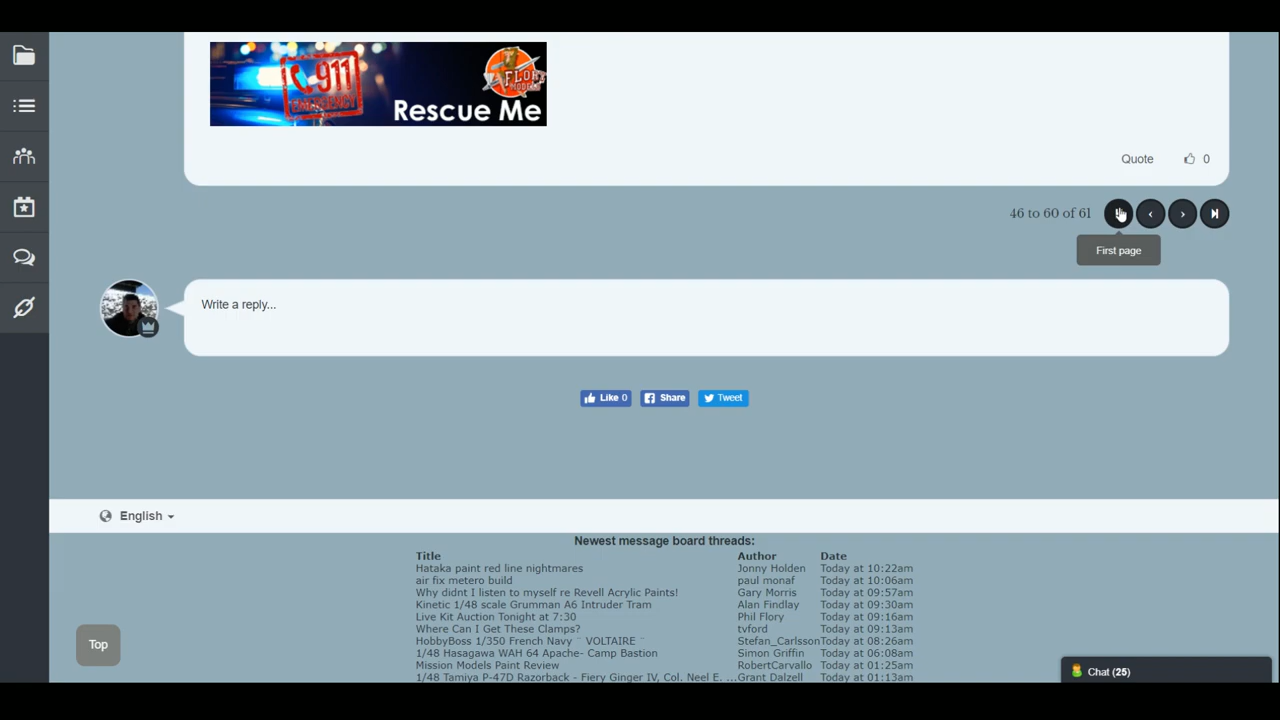 911
EMERGENCY
FLORY
MODELS
Rescue Me
Quote 0
46 to 60 of 61
First page
Write a reply...
Like 0 Share Tweet
English
Newest message board threads:
Title Author Date
Hataka paint red line nightmares Jonny Holden Today at 10:22am
air fix metero build paul monaf Today at 10:06am
Why didnt I listen to myself re Revell Acrylic Paints! Gary Morris Today at 09:57am
Kinetic 1/48 scale Grumman A6 Intruder Tram Alan Findlay Today at 09:30am
Live Kit Auction Tonight at 7:30 Phil Flory Today at 09:16am
Where Can I Get These Clamps? tvford Today at 09:13am
HobbyBoss 1/350 French Navy ¨ VOLTAIRE ¨ Stefan_Carlsson Today at 08:26am
1/48 Hasagawa WAH 64 Apache- Camp Bastion Simon Griffin Today at 06:08am
Mission Models Paint Review RobertCarvallo Today at 01:25am
1/48 Tamiya P-47D Razorback - Fiery Ginger IV, Col. Neel E. ... Grant Dalzell Today at 01:13am
Top
Chat (25)